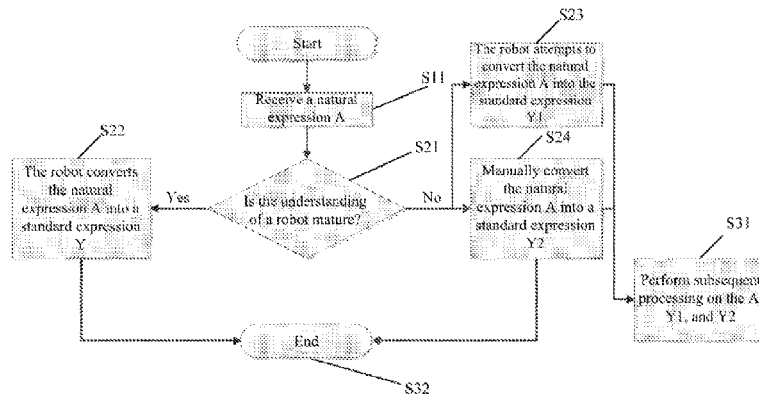 Start
S11
Receive a natural
expression A
S21
Is the understanding
of a robot mature?
Yes
No
S22
The robot converts
the natural
expression A into a
standard expression
Y
S23
The robot attempts to
convert the natural
expression A into the
standard expression
Y1
S24
Manually convert
the natural
expression A into a
standard expression
Y2
S31
Perform subsequent
processing on the A,
Y1, and Y2
End
S32